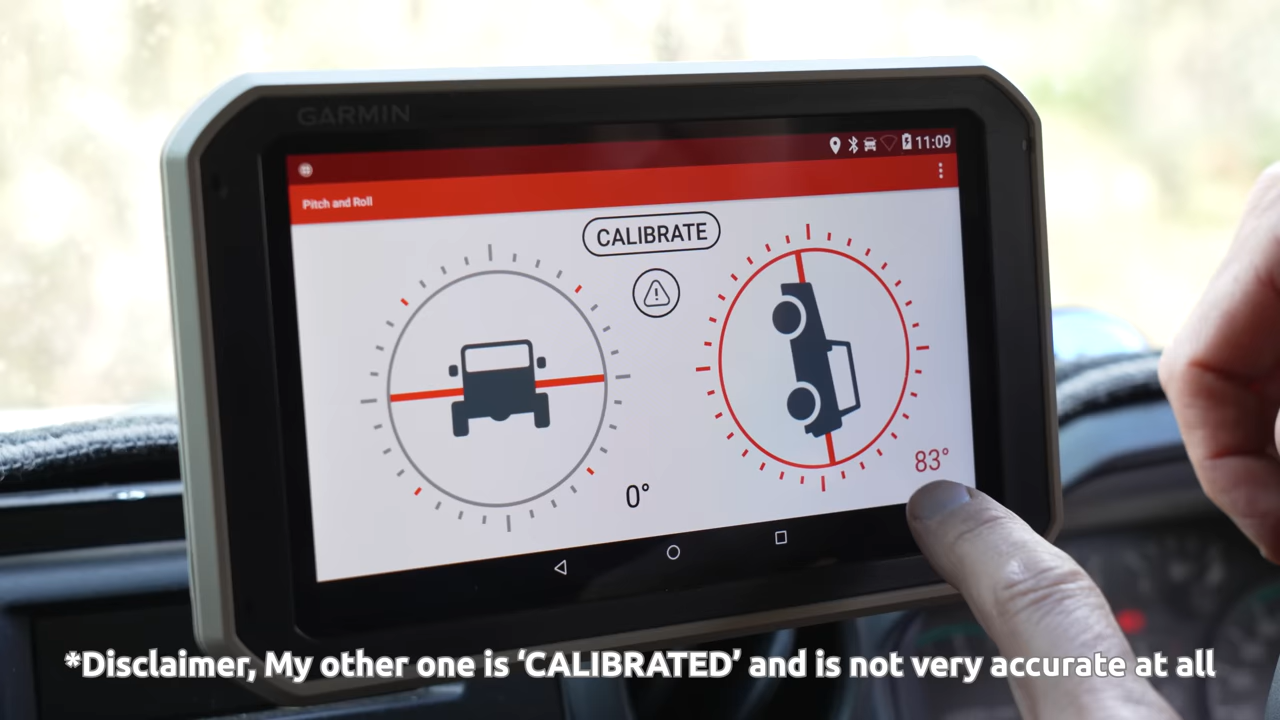 GARMIN
11:09
Pitch and Roll
CALIBRATE
0°
83°
*Disclaimer, My other one is ‘CALIBRATED’ and is not very accurate at all